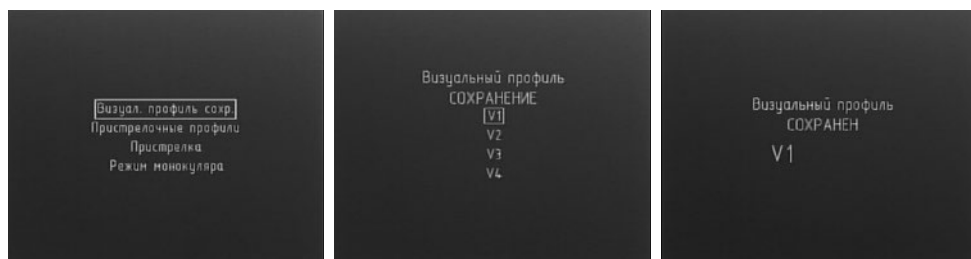 Визуал. профиль сохр.
Пристрелочные профили
Пристрелка
Режим монокуляра
Визуальный профиль
СОХРАНЕНИЕ
V1
V2
V3
V4
Визуальный профиль
СОХРАНЕН
V1